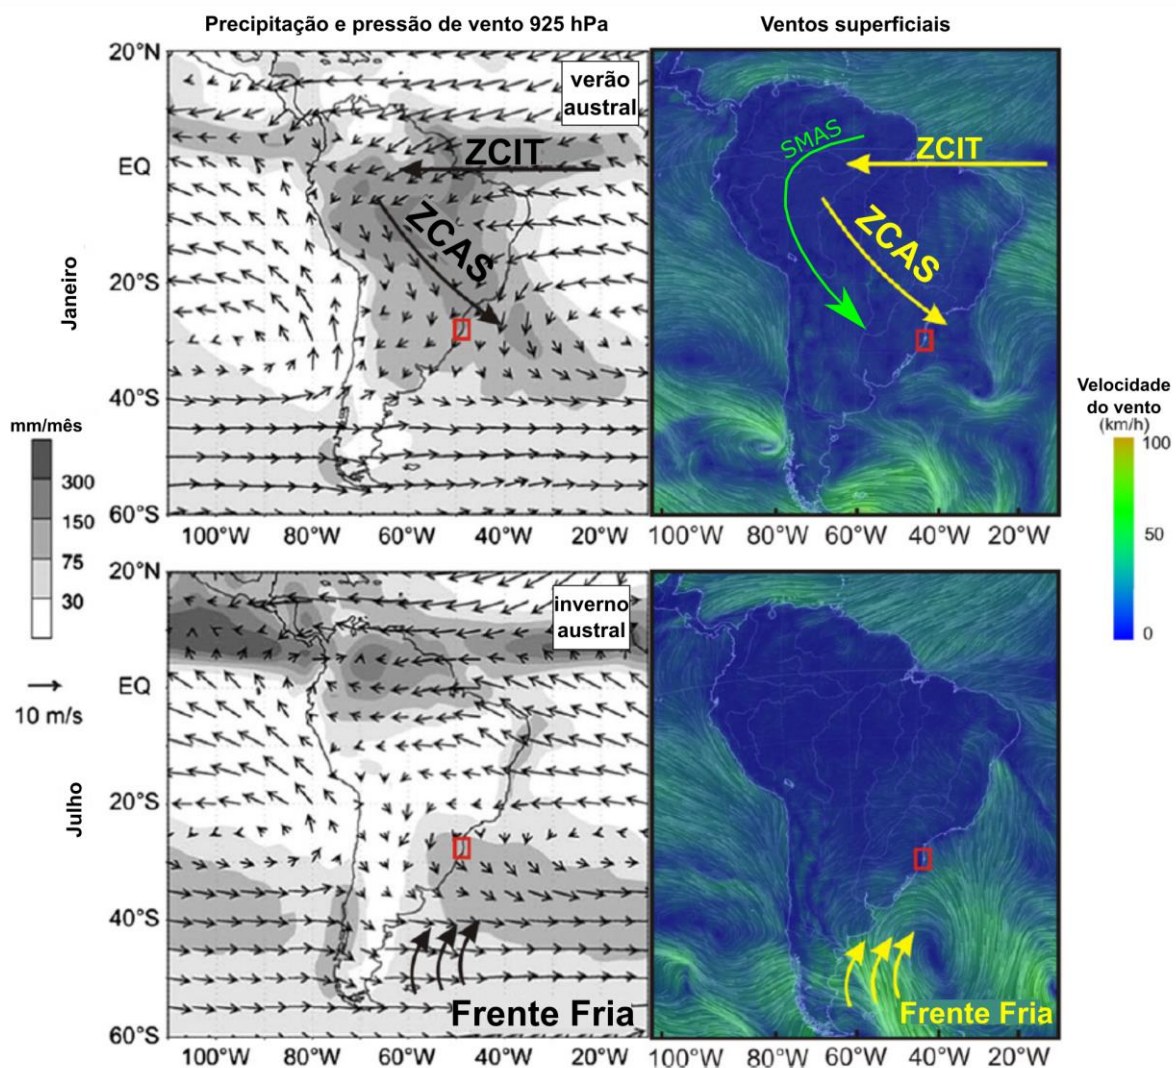 Precipitação e pressão de vento 925 hPa
Ventos superficiais
20°N
EQ
20°S
40°S
60°S
verão
austral
ZCIT
ZCAS
Janeiro
100°W 80°W 60°W 40°W 20°W
SMAS
ZCIT
ZCAS
100°W 80°W 60°W 40°W 20°W
mm/mês
300
150
75
30
10 m/s
Velocidade
do vento
(km/h)
100
50
0
20°N
EQ
20°S
40°S
60°S
inverno
austral
Julho
Frente Fria
100°W 80°W 60°W 40°W 20°W
Frente Fria
100°W 80°W 60°W 40°W 20°W